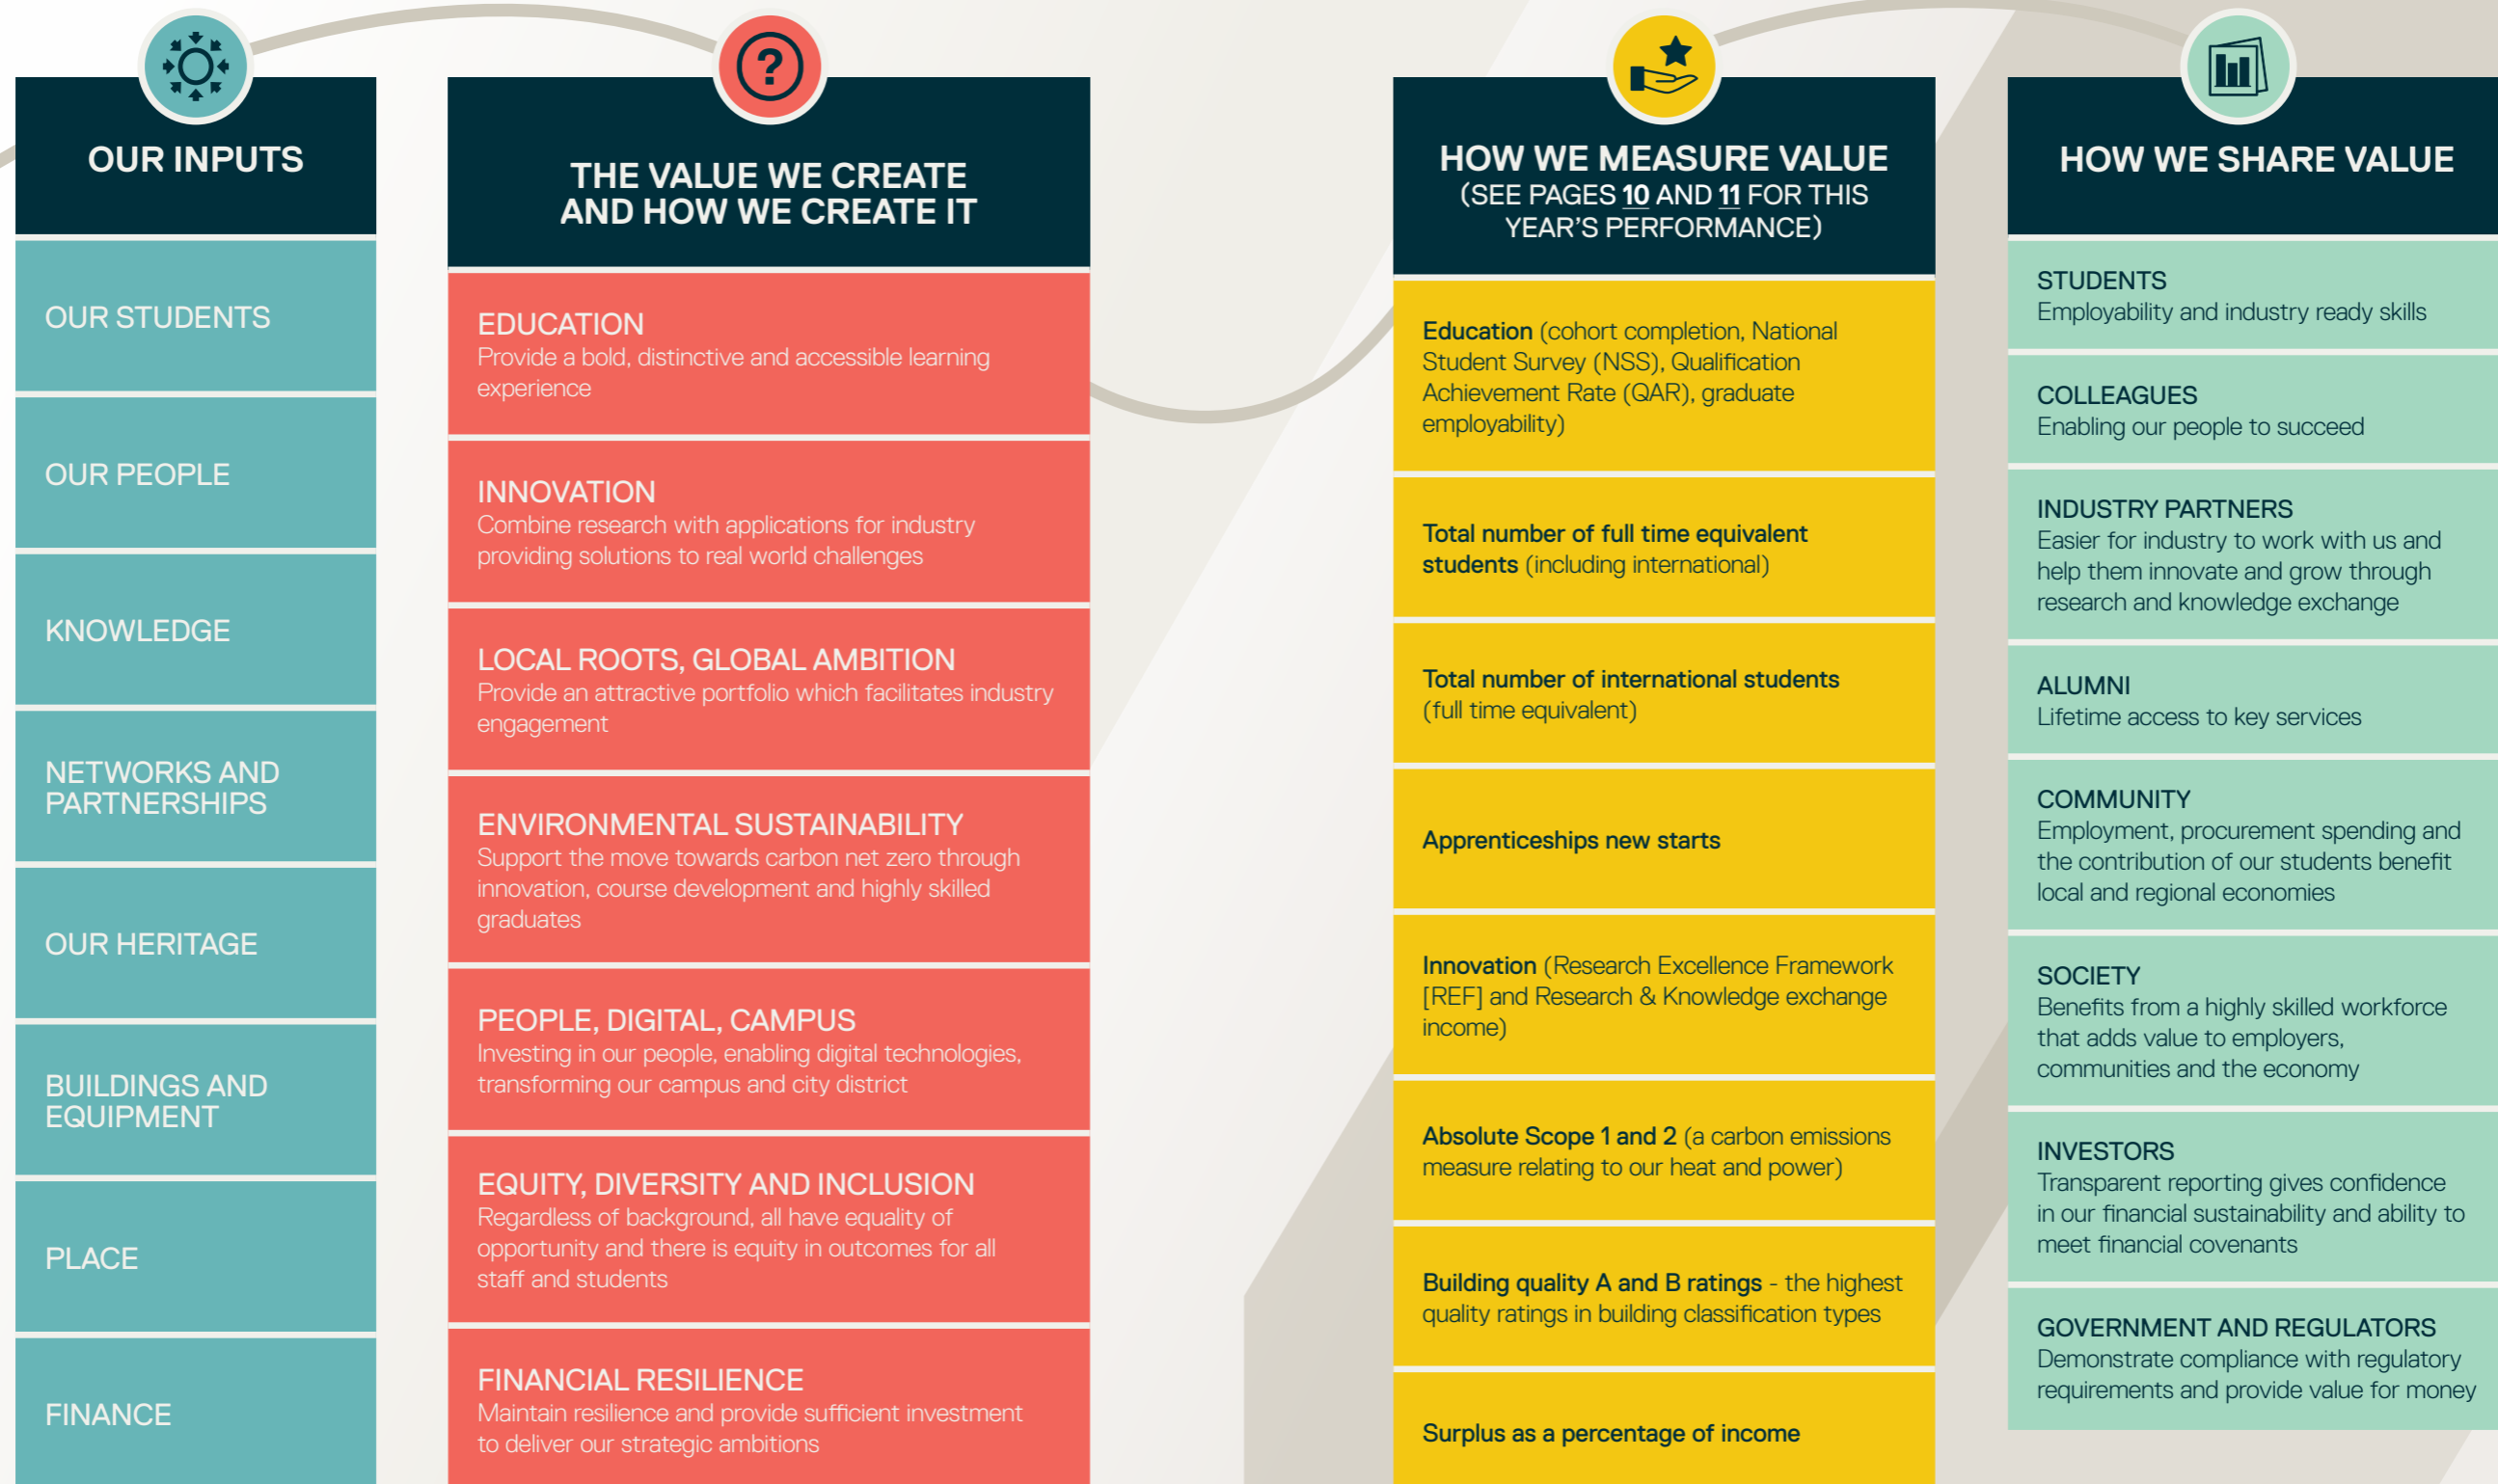 OUR INPUTS
OUR STUDENTS
OUR PEOPLE
KNOWLEDGE
NETWORKS AND
PARTNERSHIPS
OUR HERITAGE
BUILDINGS AND
EQUIPMENT
PLACE
FINANCE
?
THE VALUE WE CREATE
AND HOW WE CREATE IT
EDUCATION
Provide a bold, distinctive and accessible learning
experience
INNOVATION
Combine research with applications for industry
providing solutions to real world challenges
LOCAL ROOTS, GLOBAL AMBITION
Provide an attractive portfolio which facilitates industry
engagement
ENVIRONMENTAL SUSTAINABILITY
Support the move towards carbon net zero through
innovation, course development and highly skilled
graduates
PEOPLE, DIGITAL, CAMPUS
Investing in our people, enabling digital technologies,
transforming our campus and city district
EQUITY, DIVERSITY AND INCLUSION
Regardless of background, all have equality of
opportunity and there is equity in outcomes for all
staff and students
FINANCIAL RESILIENCE
Maintain resilience and provide sufficient investment
to deliver our strategic ambitions
HOW WE MEASURE VALUE
(SEE PAGES 10 AND 11 FOR THIS
YEAR'S PERFORMANCE)
Education (cohort completion, National
Student Survey (NSS), Qualification
Achievement Rate (QAR), graduate
employability)
Total number of full time equivalent
students (including international)
Total number of international students
(full time equivalent)
Apprenticeships new starts
Innovation (Research Excellence Framework
[REF] and Research & Knowledge exchange
income)
Absolute Scope 1 and 2 (a carbon emissions
measure relating to our heat and power)
Building quality A and B ratings - the highest
quality ratings in building classification types
Surplus as a percentage of income
HOW WE SHARE VALUE
STUDENTS
Employability and industry ready skills
COLLEAGUES
Enabling our people to succeed
INDUSTRY PARTNERS
Easier for industry to work with us and
help them innovate and grow through
research and knowledge exchange
ALUMNI
Lifetime access to key services
COMMUNITY
Employment, procurement spending and
the contribution of our students benefit
local and regional economies
SOCIETY
Benefits from a highly skilled workforce
that adds value to employers,
communities and the economy
INVESTORS
Transparent reporting gives confidence
in our financial sustainability and ability to
meet financial covenants
GOVERNMENT AND REGULATORS
Demonstrate compliance with regulatory
requirements and provide value for money